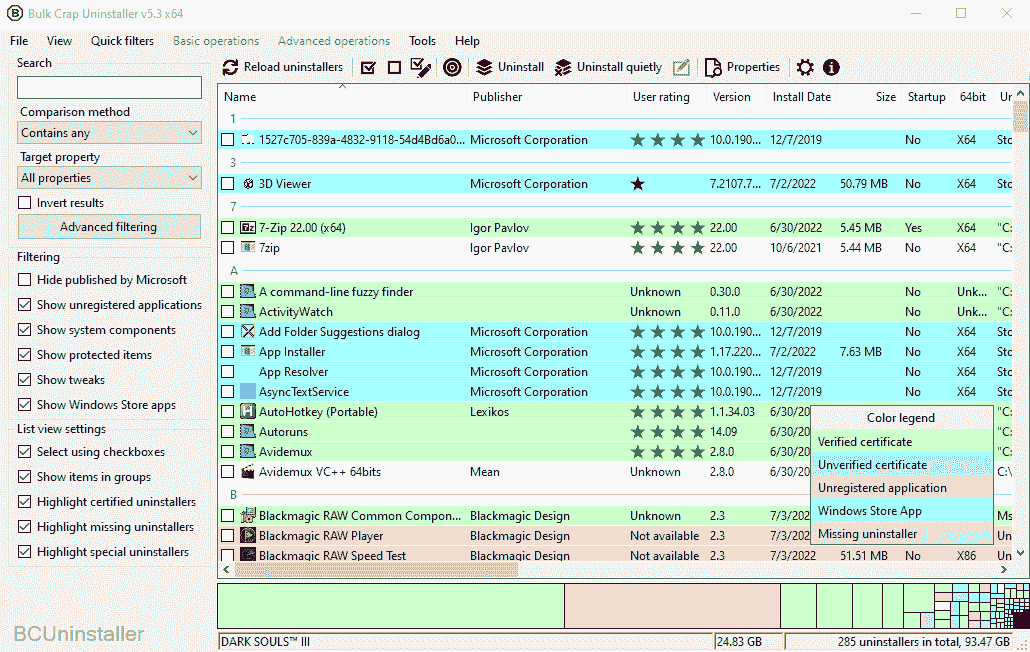 Bulk Crap Uninstaller v5.3 x64
File View Quick filters Basic operations Advanced operations Tools Help
Search
Comparison method
Contains any
Target property
All properties
Invert results
Advanced filtering
Filtering
Hide published by Microsoft
Show unregistered applications
Show system components
Show protected items
Show tweaks
Show Windows Store apps
List view settings
Select using checkboxes
Show items in groups
Highlight certified uninstallers
Highlight missing uninstallers
Highlight special uninstallers
BCUninstaller
Reload uninstallers Uninstall Uninstall quietly Properties
Name Publisher User rating Version Install Date Size Startup 64bit Un
1
1527c705-839a-4832-9118-54d4Bd6a0... Microsoft Corporation 10.0.190... 12/7/2019 No X64 Sto
3
3D Viewer Microsoft Corporation 7.2107.7... 7/2/2022 50.79 MB No X64 Sto
7
7-Zip 22.00 (x64) Igor Pavlov 22.00 6/30/2022 5.45 MB Yes X64 "C:
7zip Igor Pavlov 22.00 10/6/2021 5.44 MB No X64 "C:
A
A command-line fuzzy finder Unknown 0.30.0 6/30/2022 No Unk... "C:
ActivityWatch Unknown 0.11.0 6/30/2022 No Unk... "C:
Add Folder Suggestions dialog Microsoft Corporation 10.0.190... 12/7/2019 No X64 Sto
App Installer Microsoft Corporation 1.17.220... 7/2/2022 7.63 MB No X64 Sto
App Resolver Microsoft Corporation 10.0.190... 12/7/2019 No X64 Sto
AsyncTextService Microsoft Corporation 10.0.190... 12/7/2019 No X64 Sto
AutoHotkey (Portable) Lexikos 1.1.34.03 6/30/20 "C:
Autoruns 14.09 6/30/20 "C:
Avidemux 2.8.0 6/30/20 "C:
Avidemux VC++ 64bits Mean Unknown 2.8.0 6/30/20 C:\
B
Blackmagic RAW Common Compon... Blackmagic Design Unknown 2.3 7/3/202 Ms
Blackmagic RAW Player Blackmagic Design Not available 2.3 7/3/202 Un
Blackmagic RAW Speed Test Blackmagic Design Not available 2.3 7/3/2022 51.51 MB No X86 Un
Color legend
Verified certificate
Unverified certificate
Unregistered application
Windows Store App
Missing uninstaller
DARK SOULS™ III 24.83 GB 285 uninstallers in total, 93.47 GB